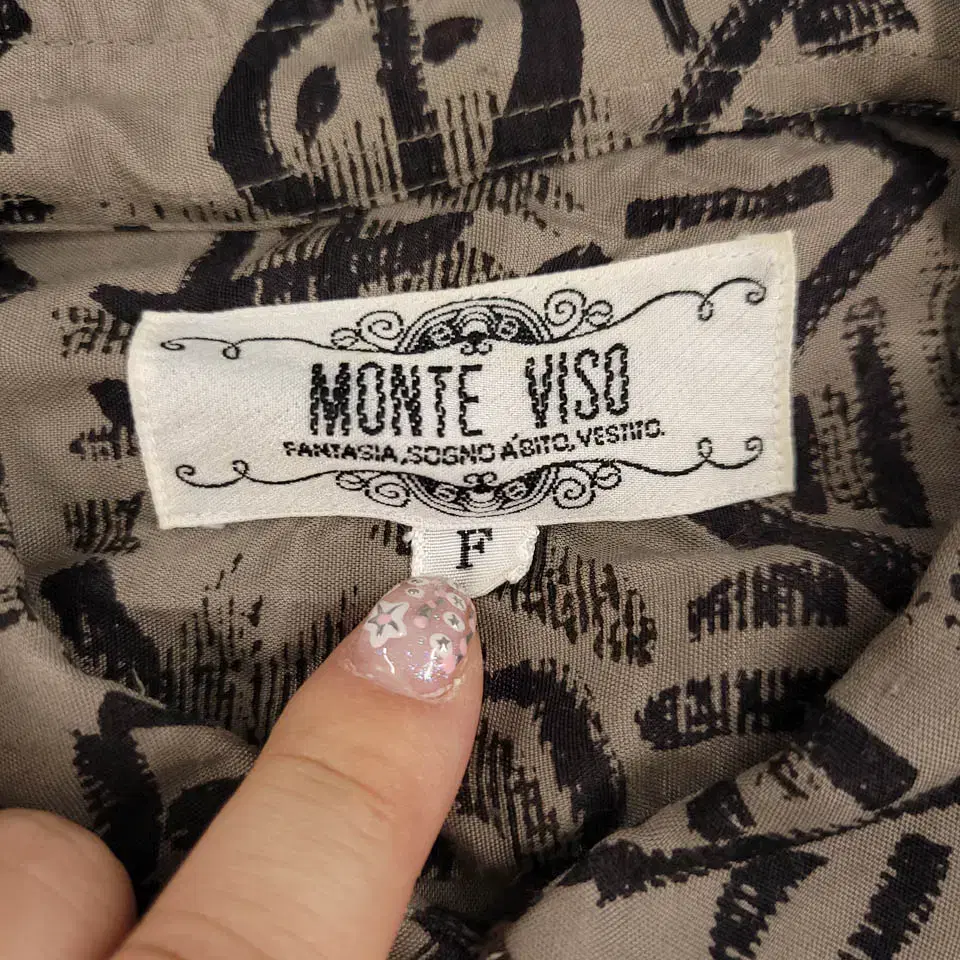 MONTE VISO
FANTASIA, SOGNO ÁBITO, VESTITO.
F